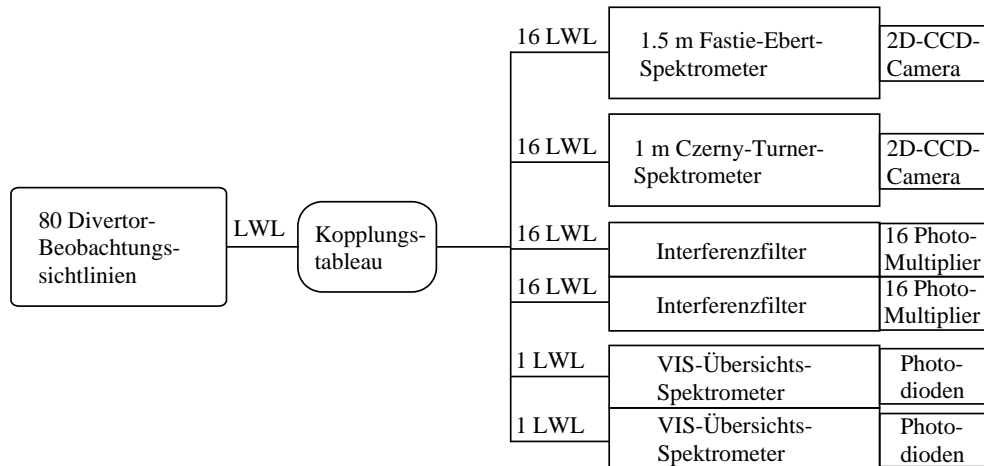 80 Divertor-
Beobachtungs-
sichtlinien
LWL
Kopplungs-
tableau
16 LWL
1.5 m Fastie-Ebert-
Spektrometer
2D-CCD-
Camera
16 LWL
1 m Czerny-Turner-
Spektrometer
2D-CCD-
Camera
16 LWL
Interferenzfilter
16 Photo-
Multiplier
16 LWL
Interferenzfilter
16 Photo-
Multiplier
1 LWL
VIS-Übersichts-
Spektrometer
Photo-
dioden
1 LWL
VIS-Übersichts-
Spektrometer
Photo-
dioden